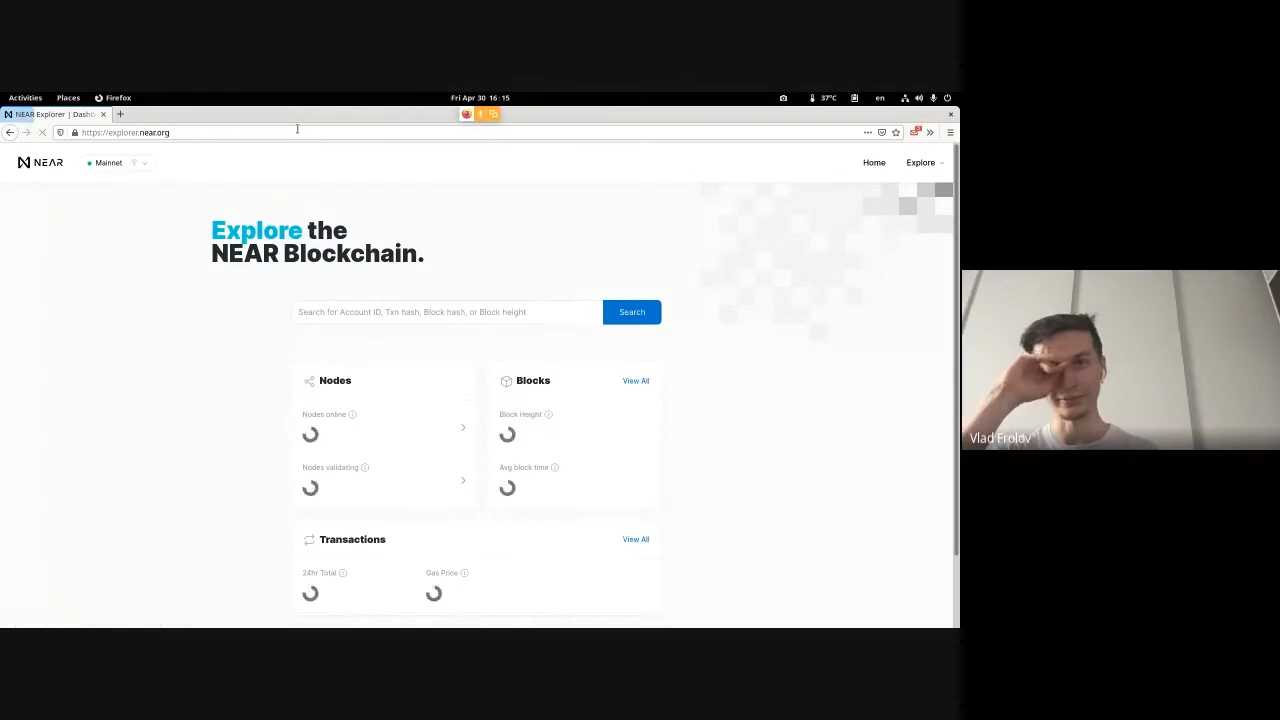 Activities
Places
Firefox
Fri Apr 30 16:15
37°C
en
NEAR Explorer | Dashb
https://explorer.near.org
NEAR
Mainnet
Home
Explore
Explore the
NEAR Blockchain.
Search for Account ID, Txn hash, Block hash, or Block height
Search
Nodes
Nodes online
Nodes validating
Blocks
View All
Block Height
Avg block time
Transactions
View All
24hr Total
Gas Price
Vlad Frolov